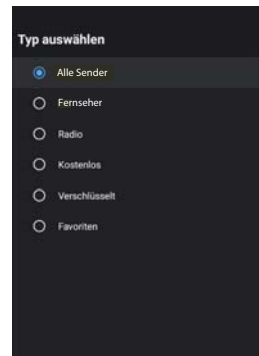 Typ auswählen
Alle Sender
Fernseher
Radio
Kostenlos
Verschlüsselt
Favoriten